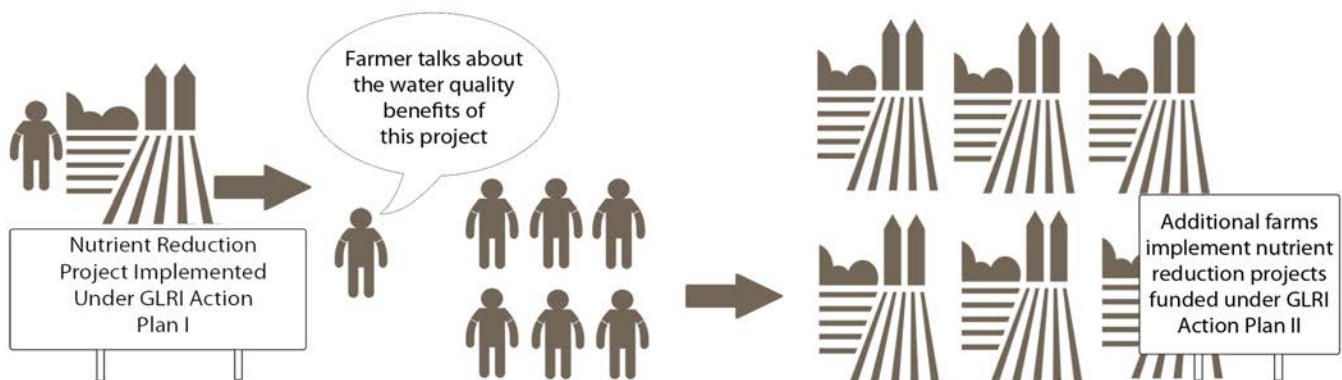 Farmer talks about
the water quality
benefits of
this project
Nutrient Reduction
Project Implemented
Under GLRI Action
Plan I
Additional farms
implement nutrient
reduction projects
funded under GLRI
Action Plan II